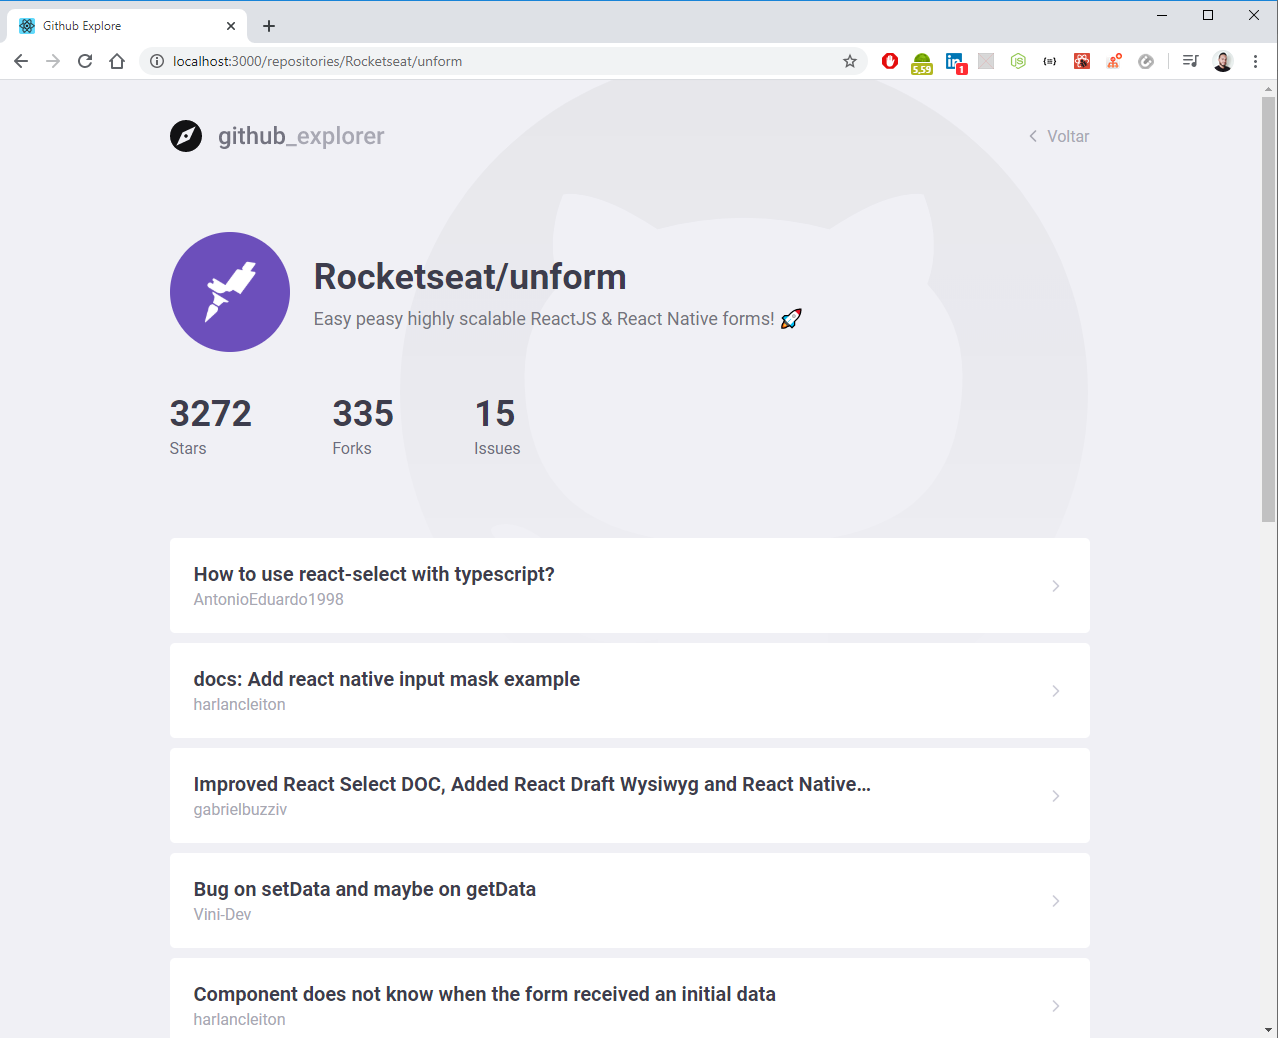 Github Explore
localhost:3000/repositories/Rocketseat/unform
5,59
in
1
JS
github_explorer
Voltar
Rocketseat/unform
Easy peasy highly scalable ReactJS & React Native forms! 🚀
3272 335 15
Stars Forks Issues
How to use react-select with typescript?
AntonioEduardo1998
docs: Add react native input mask example
harlancleiton
Improved React Select DOC, Added React Draft Wysiwyg and React Native…
gabrielbuzziv
Bug on setData and maybe on getData
Vini-Dev
Component does not know when the form received an initial data
harlancleiton